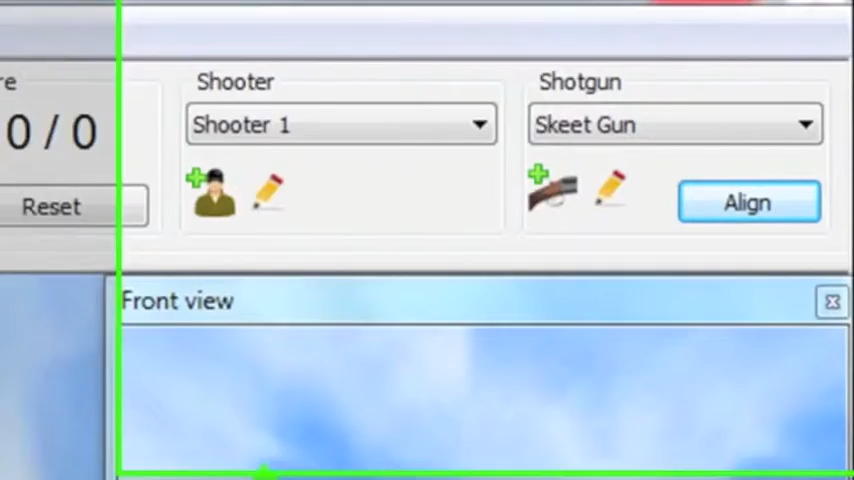 re
Shooter
Shotgun
0 / 0
Shooter 1
Skeet Gun
Reset
Align
Front view